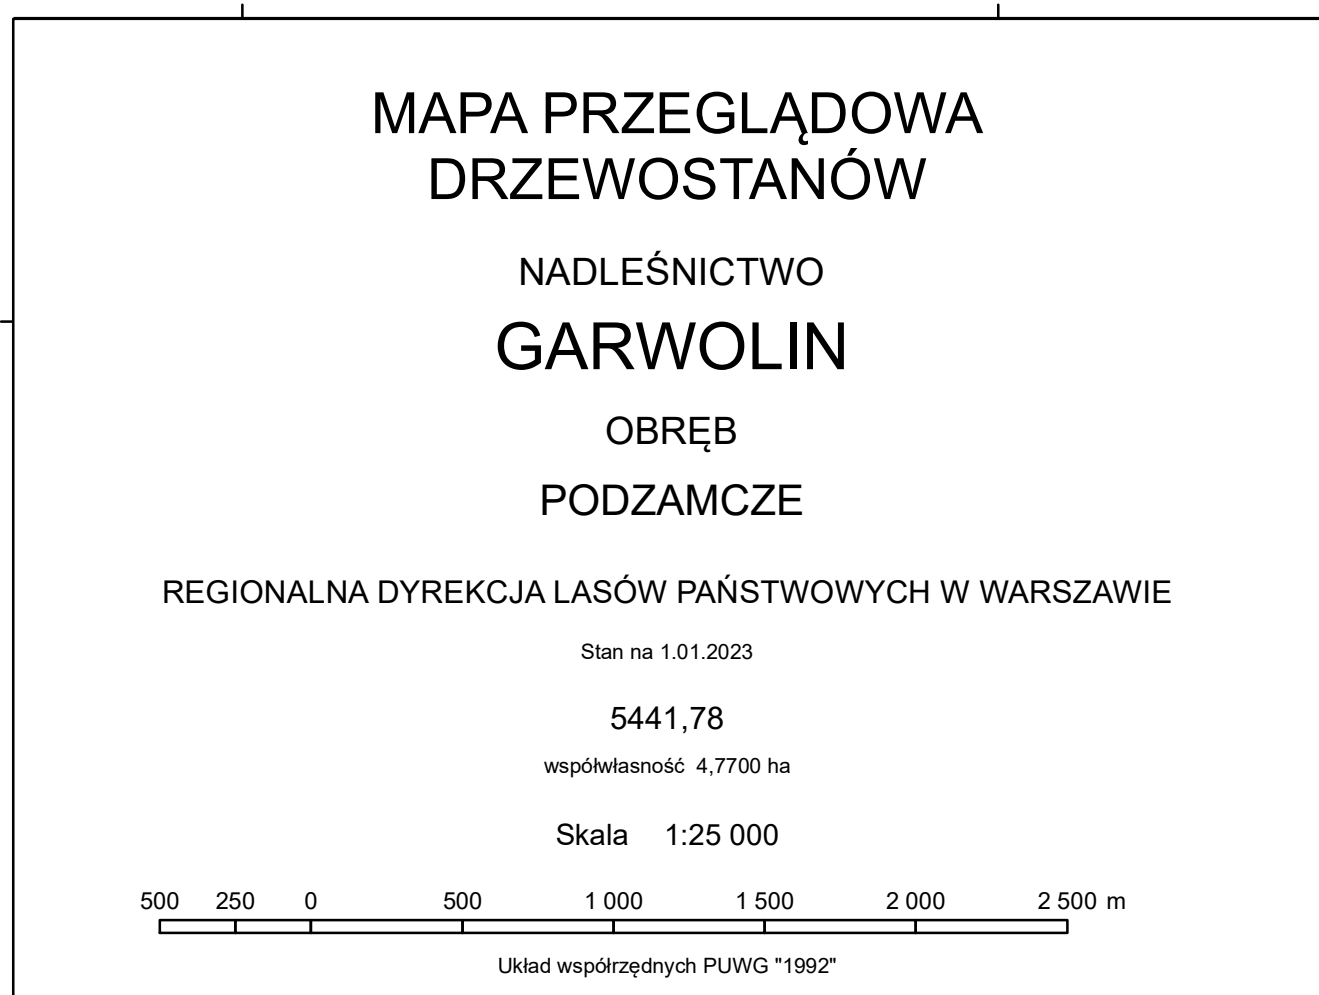 MAPA PRZEGLĄDOWA
DRZEWOSTANÓW
NADLEŚNICTWO
GARWOLIN
OBRĘB
PODZAMCZE
REGIONALNA DYREKCJA LASÓW PAŃSTWOWYCH W WARSZAWIE
Stan na 1.01.2023
5441,78
współwłasność 4,7700 ha
Skala 1:25 000
500 250 0 500 1 000 1 500 2 000 2 500 m
Układ współrzędnych PUWG "1992"